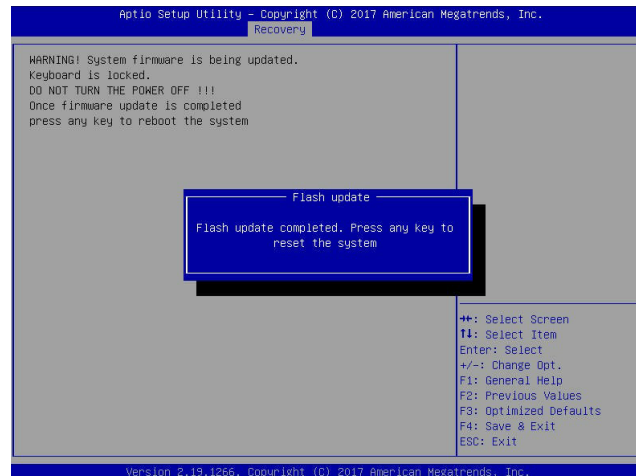 Aptio Setup Utility – Copyright (C) 2017 American Megatrends, Inc.
Recovery
WARNING! System firmware is being updated.
Keyboard is locked.
DO NOT TURN THE POWER OFF !!!
Once firmware update is completed
press any key to reboot the system
Flash update
Flash update completed. Press any key to
reset the system
→←: Select Screen
↑↓: Select Item
Enter: Select
+/-: Change Opt.
F1: General Help
F2: Previous Values
F3: Optimized Defaults
F4: Save & Exit
ESC: Exit
Version 2.19.1266. Copyright (C) 2017 American Megatrends, Inc.